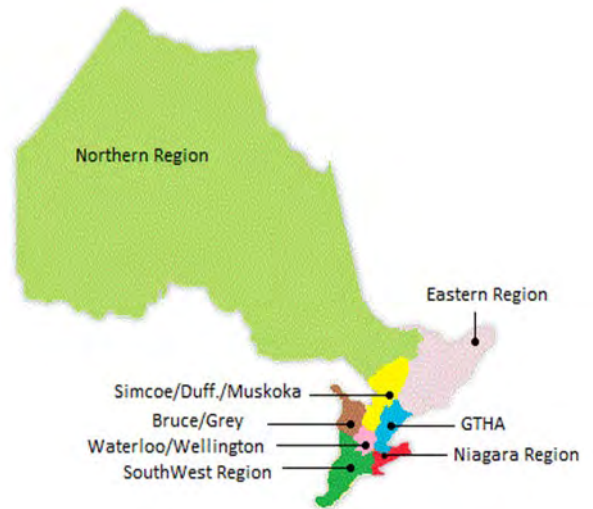 Northern Region
Eastern Region
Simcoe/Duff./Muskoka
Bruce/Grey
GTHA
Waterloo/Wellington
Niagara Region
SouthWest Region